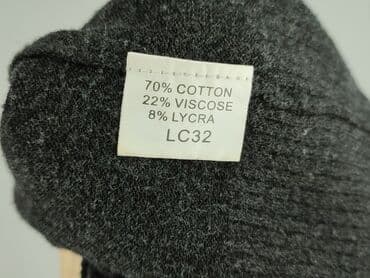 70% COTTON
22% VISCOSE
8% LYCRA
LC32